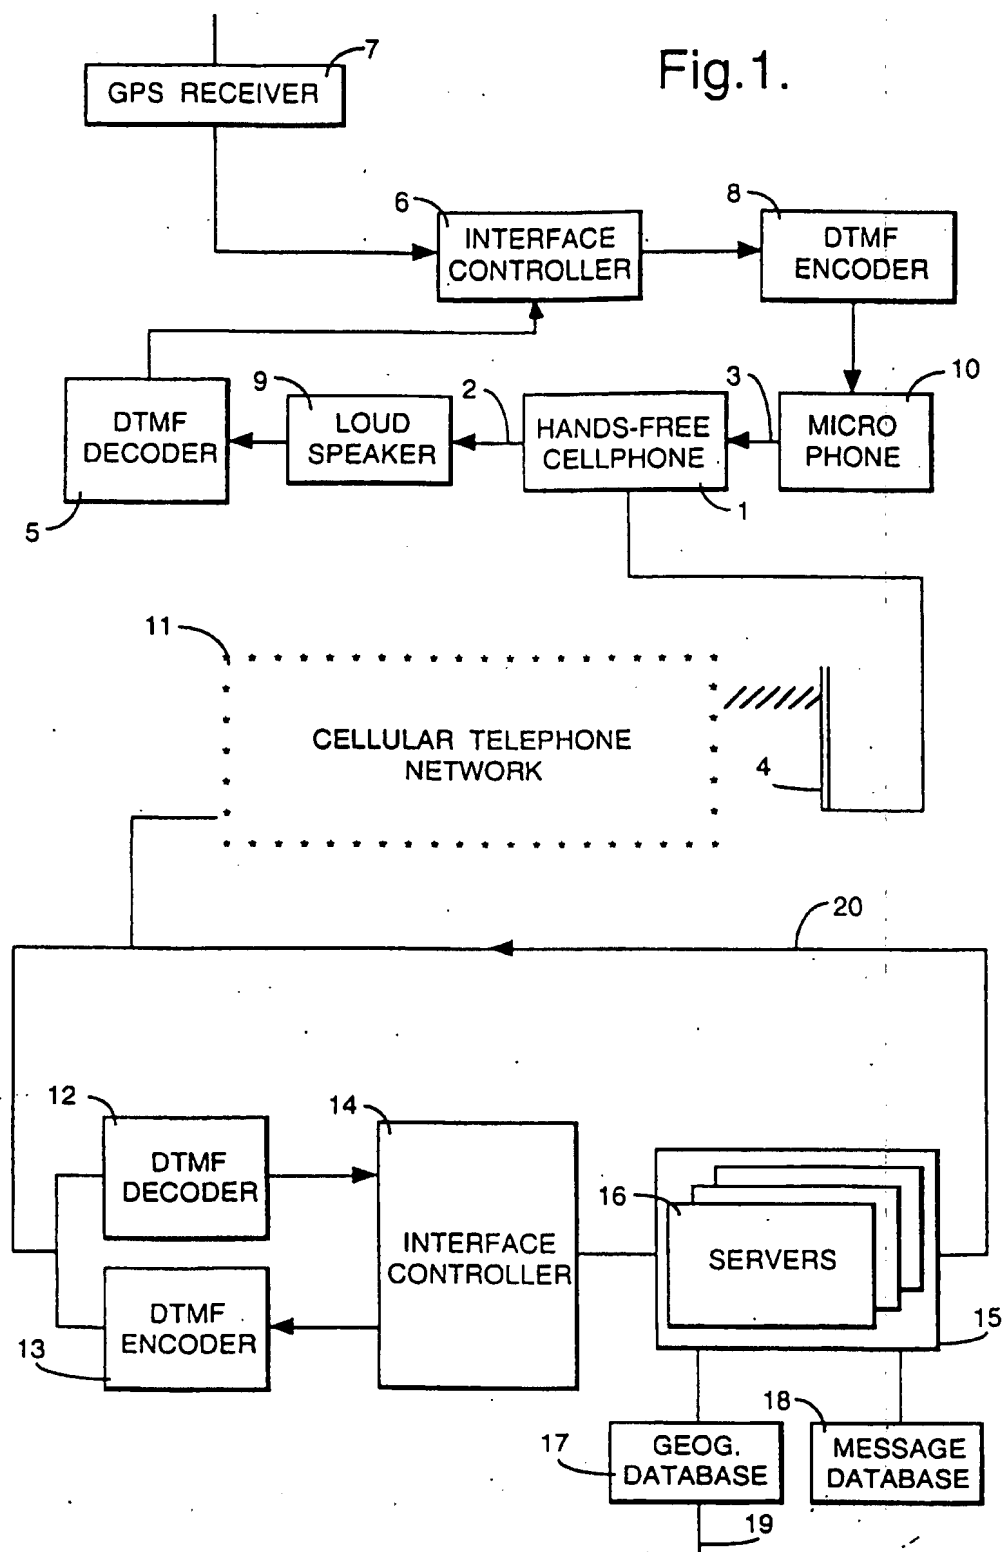 Fig.1.
7
GPS RECEIVER
6
INTERFACE
CONTROLLER
8
DTMF
ENCODER
5
DTMF
DECODER
9
LOUD
SPEAKER
2
HANDS-FREE
CELLPHONE
1
3
MICRO
PHONE
10
11
CELLULAR TELEPHONE
NETWORK
4
20
12
DTMF
DECODER
14
INTERFACE
CONTROLLER
16
SERVERS
15
DTMF
ENCODER
13
17
GEOG.
DATABASE
18
MESSAGE
DATABASE
19